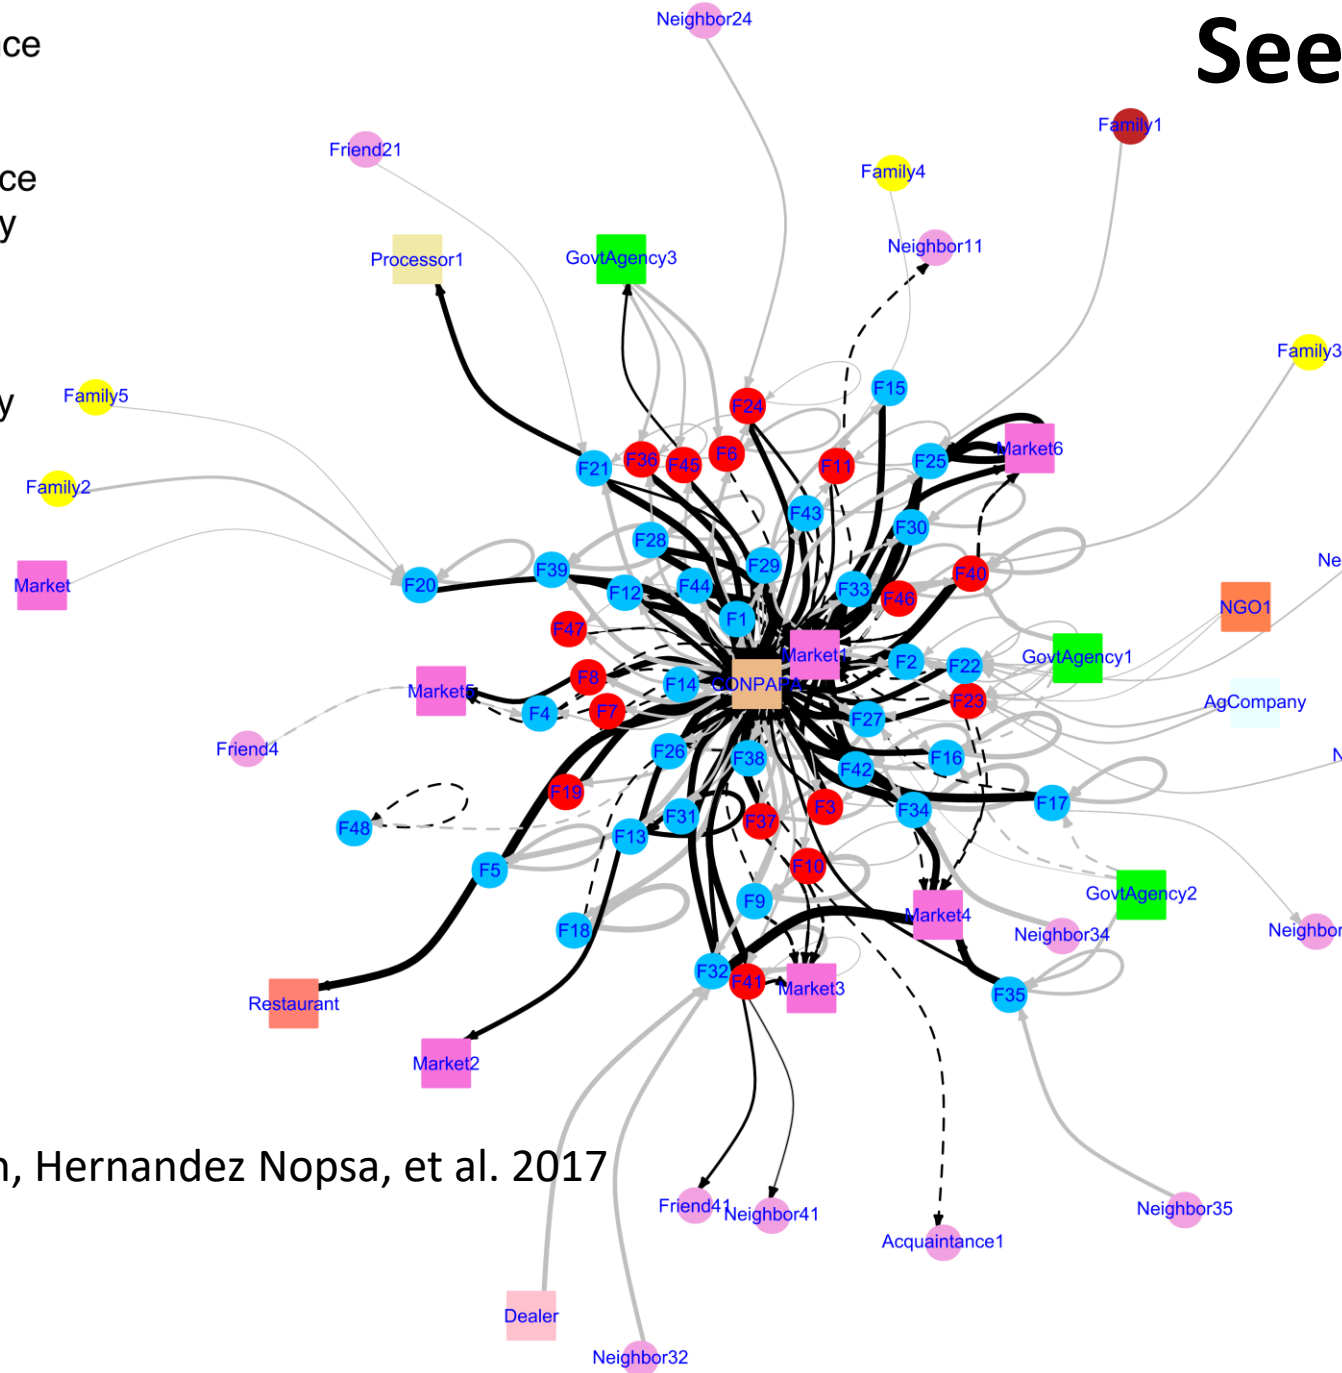 Neighbor24
See
nce
Family1
Friend21
Family4
ce
y
Neighbor11
Processor1
GovtAgency3
Family3
Family5
y
F15
F24
Market6
F6
F36
F45
F11
F25
F21
Family2
F43
F30
F28
Ne
F29
F39
F40
Market
F20
F44
F33
F12
F46
NGO1
F1
F47
Market1
GovtAgency1
F2
F22
F8
F14
CONPAPA
Market5
F23
AgCompany
F7
F4
F27
Friend4
F26
F38
F16
N
F42
F19
F17
F3
F34
F31
F37
F48
F13
F10
F5
GovtAgency2
F9
Market4
F18
Neighbor34
Neighbor
F32
F41
Market3
F35
Restaurant
Market2
n, Hernandez Nopsa, et al. 2017
Friend41
Neighbor41
Neighbor35
Acquaintance1
Dealer
Neighbor32